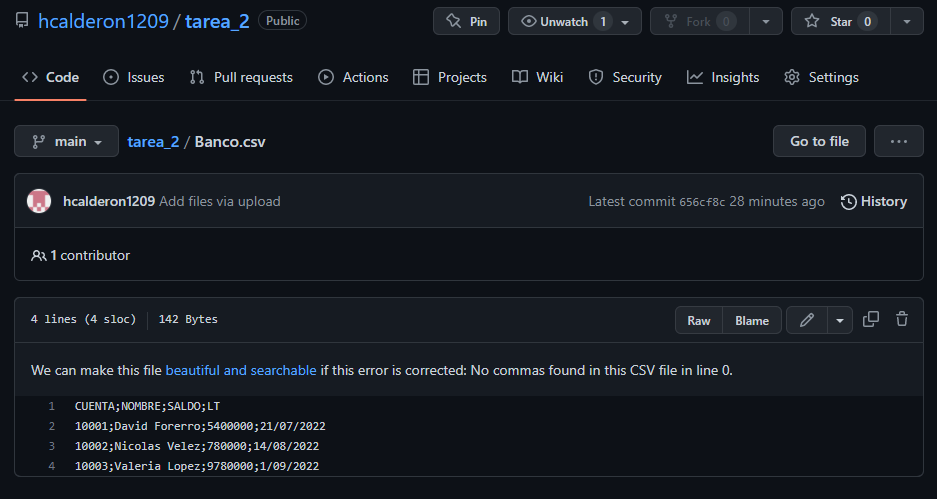 hcalderon1209 / tarea_2 Public Pin Unwatch 1 Fork 0 Star 0
Code Issues Pull requests Actions Projects Wiki Security Insights Settings
main tarea_2 / Banco.csv Go to file ...
hcalderon1209 Add files via upload Latest commit 656cf8c 28 minutes ago History
1 contributor
4 lines (4 sloc) 142 Bytes Raw Blame
We can make this file beautiful and searchable if this error is corrected: No commas found in this CSV file in line 0.
1 CUENTA;NOMBRE;SALDO;LT
2 10001;David Forerro;5400000;21/07/2022
3 10002;Nicolas Velez;780000;14/08/2022
4 10003;Valeria Lopez;9780000;1/09/2022